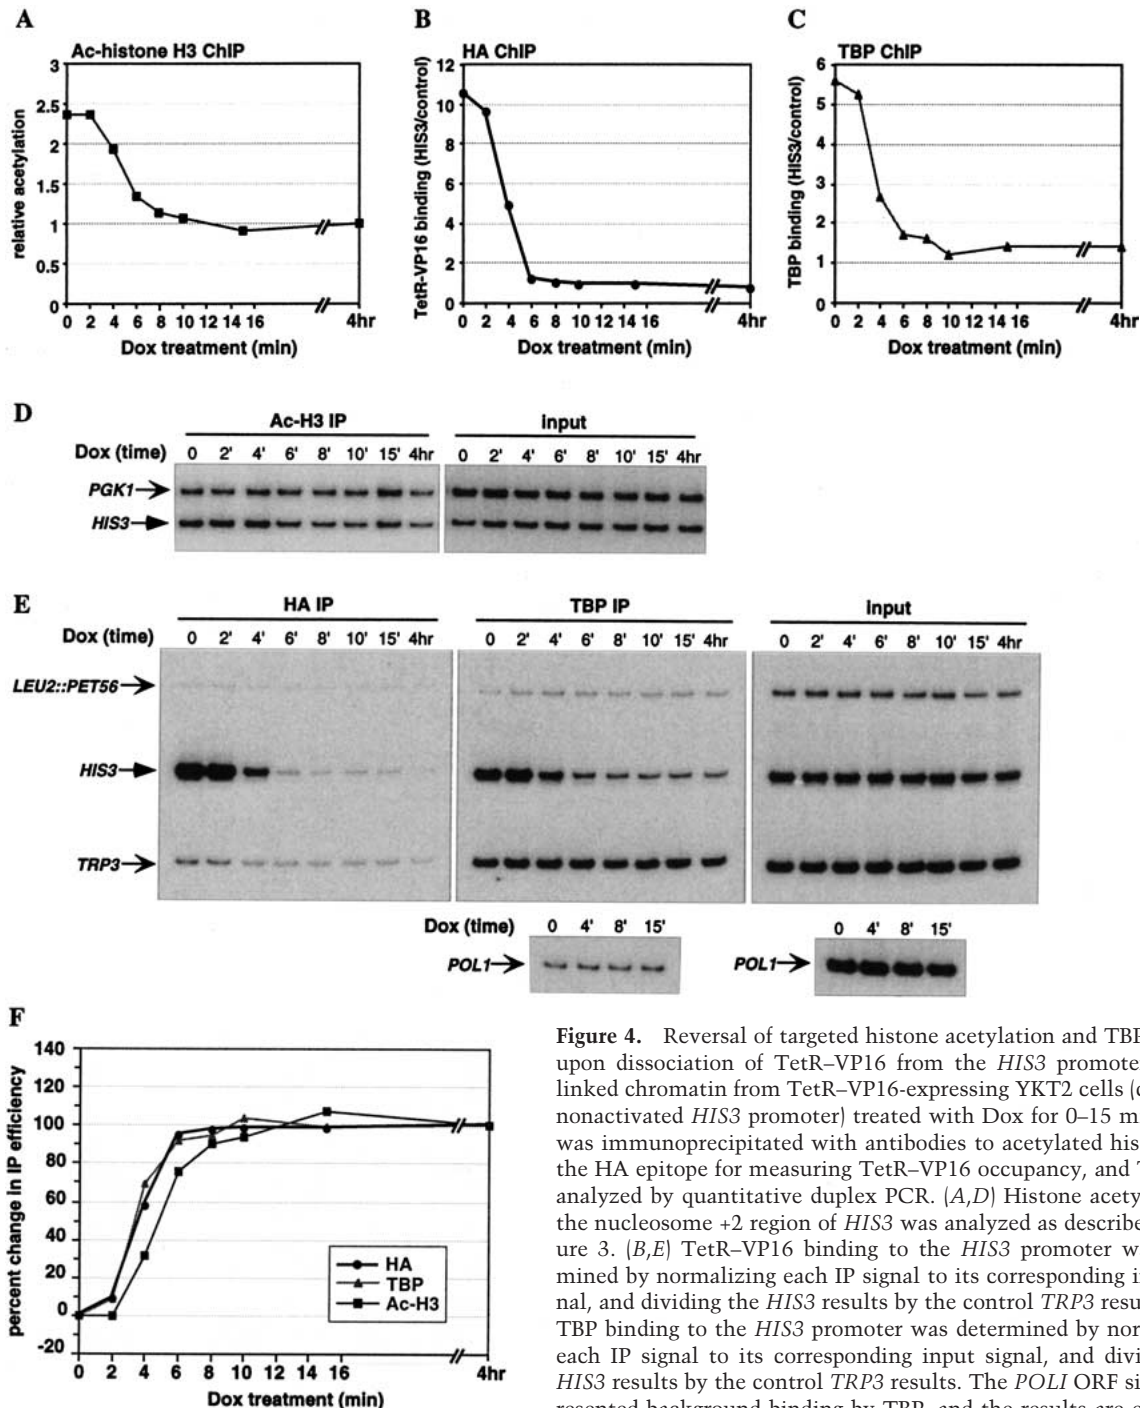 A
Ac-histone H3 ChIP
relative acetylation
3
2.5
2
1.5
1
0.5
0
0 2 4 6 8 10 12 14 16 4hr
Dox treatment (min)
B
HA ChIP
TetR-VP16 binding (HIS3/control)
12
10
8
6
4
2
0
0 2 4 6 8 10 12 14 16 4hr
Dox treatment (min)
C
TBP ChIP
TBP binding (HIS3/control)
6
5
4
3
2
1
0
0 2 4 6 8 10 12 14 16 4hr
Dox treatment (min)
D
Ac-H3 IP input
Dox (time) 0 2' 4' 6' 8' 10' 15' 4hr 0 2' 4' 6' 8' 10' 15' 4hr
PGK1
HIS3
E
HA IP TBP IP input
Dox (time) 0 2' 4' 6' 8' 10' 15' 4hr 0 2' 4' 6' 8' 10' 15' 4hr 0 2' 4' 6' 8' 10' 15' 4hr
LEU2::PET56
HIS3
TRP3
Dox (time) 0 4' 8' 15' 0 4' 8' 15'
POL1 POL1
F
percent change in IP efficiency
140
120
100
80
60
40
20
0
-20
HA
TBP
Ac-H3
0 2 4 6 8 10 12 14 16 4hr
Dox treatment (min)
Figure 4. Reversal of targeted histone acetylation and TBP
upon dissociation of TetR–VP16 from the HIS3 promoter
linked chromatin from TetR–VP16-expressing YKT2 cells (c
nonactivated HIS3 promoter) treated with Dox for 0–15 m
was immunoprecipitated with antibodies to acetylated his
the HA epitope for measuring TetR–VP16 occupancy, and T
analyzed by quantitative duplex PCR. (A,D) Histone acety
the nucleosome +2 region of HIS3 was analyzed as describe
ure 3. (B,E) TetR–VP16 binding to the HIS3 promoter w
mined by normalizing each IP signal to its corresponding i
nal, and dividing the HIS3 results by the control TRP3 resu
TBP binding to the HIS3 promoter was determined by nor
each IP signal to its corresponding input signal, and divi
HIS3 results by the control TRP3 results. The POLI ORF si
resented background binding by TBP, and the results are